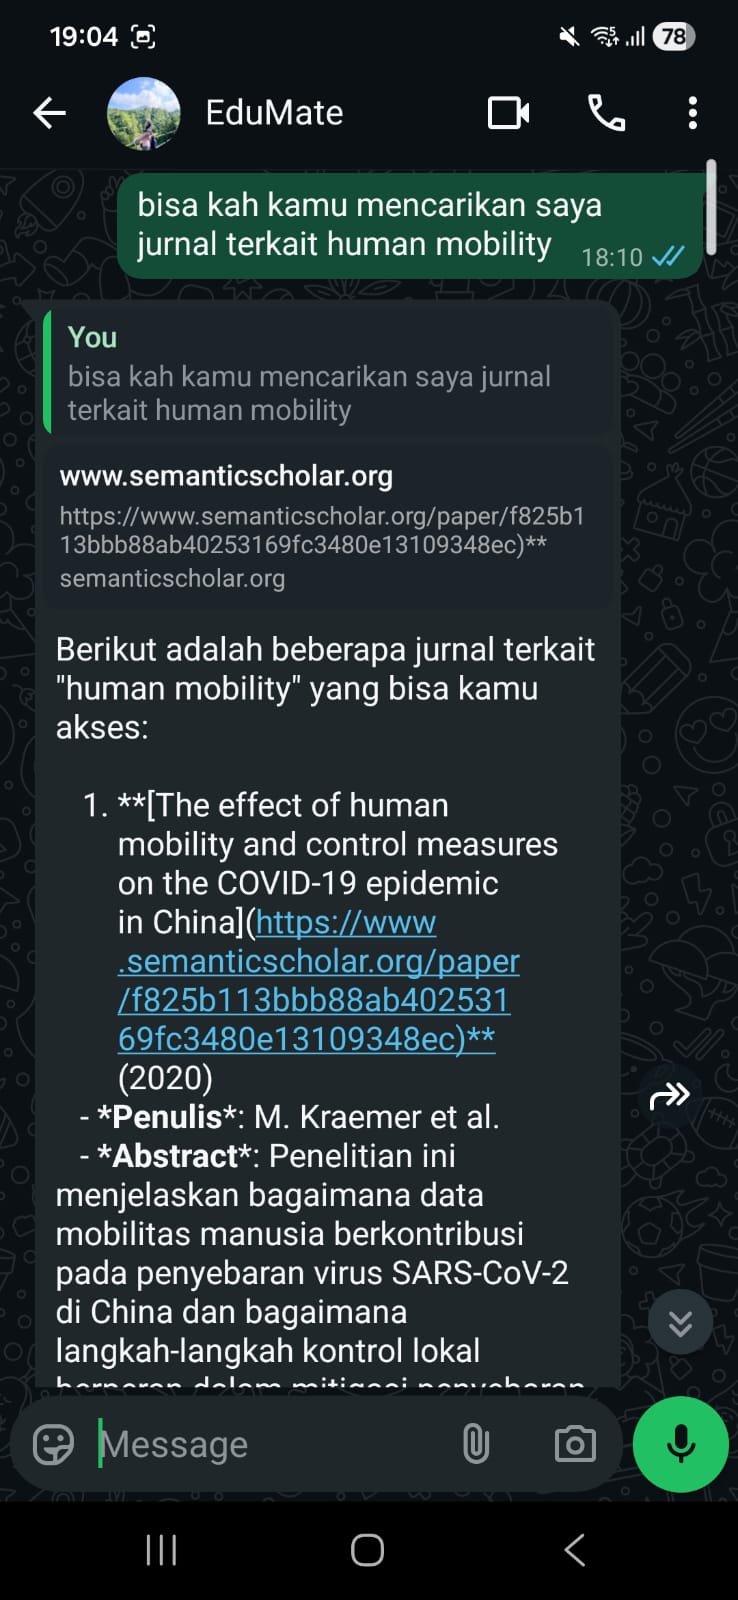 19:04
78
EduMate
bisa kah kamu mencarikan saya
jurnal terkait human mobility
18:10
You
bisa kah kamu mencarikan saya jurnal
terkait human mobility
www.semanticscholar.org
https://www.semanticscholar.org/paper/f825b1
13bbb88ab40253169fc3480e13109348ec)**
semanticscholar.org
Berikut adalah beberapa jurnal terkait
"human mobility" yang bisa kamu
akses:
1. **[The effect of human
mobility and control measures
on the COVID-19 epidemic
in China](https://www
.semanticscholar.org/paper
/f825b113bbb88ab402531
69fc3480e13109348ec)**
(2020)
- *Penulis*: M. Kraemer et al.
- *Abstract*: Penelitian ini
menjelaskan bagaimana data
mobilitas manusia berkontribusi
pada penyebaran virus SARS-CoV-2
di China dan bagaimana
langkah-langkah kontrol lokal
Message